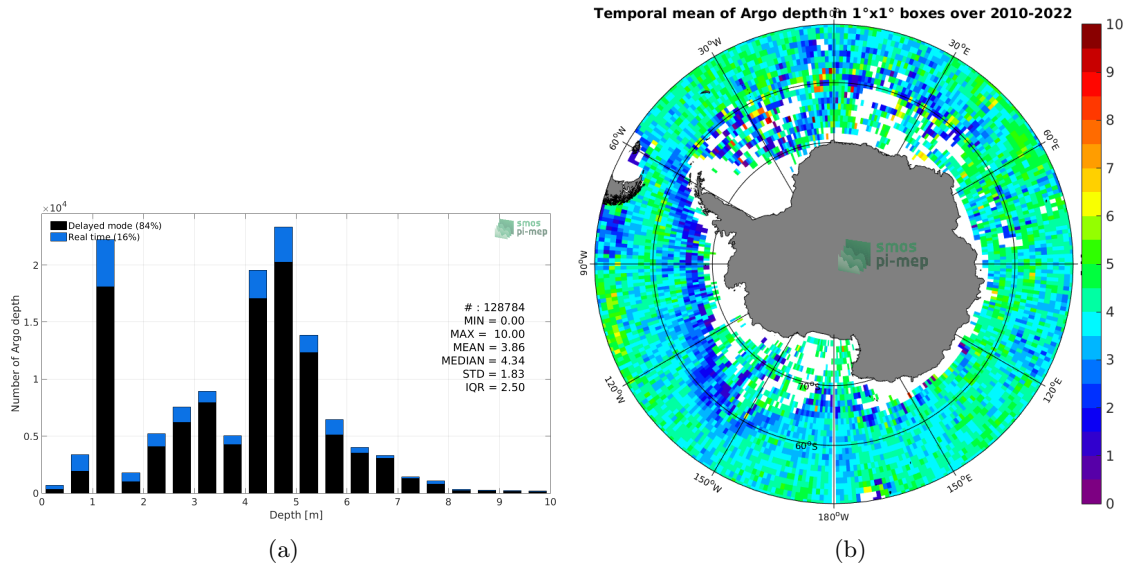 ×10⁴
Delayed mode (84%)
Real time (16%)
smos
pi-mep
2
1.5
1
0.5
0
Number of Argo depth
# : 128784
MIN = 0.00
MAX = 10.00
MEAN = 3.86
MEDIAN = 4.34
STD = 1.83
IQR = 2.50
0 1 2 3 4 5 6 7 8 9 10
Depth [m]
(a)
Temporal mean of Argo depth in 1°x1° boxes over 2010-2022
30°W
30°E
60°W
60°E
90°W
120°W
120°E
150°W
150°E
180°W
70°S
60°S
smos
pi-mep
10
9
8
7
6
5
4
3
2
1
0
(b)